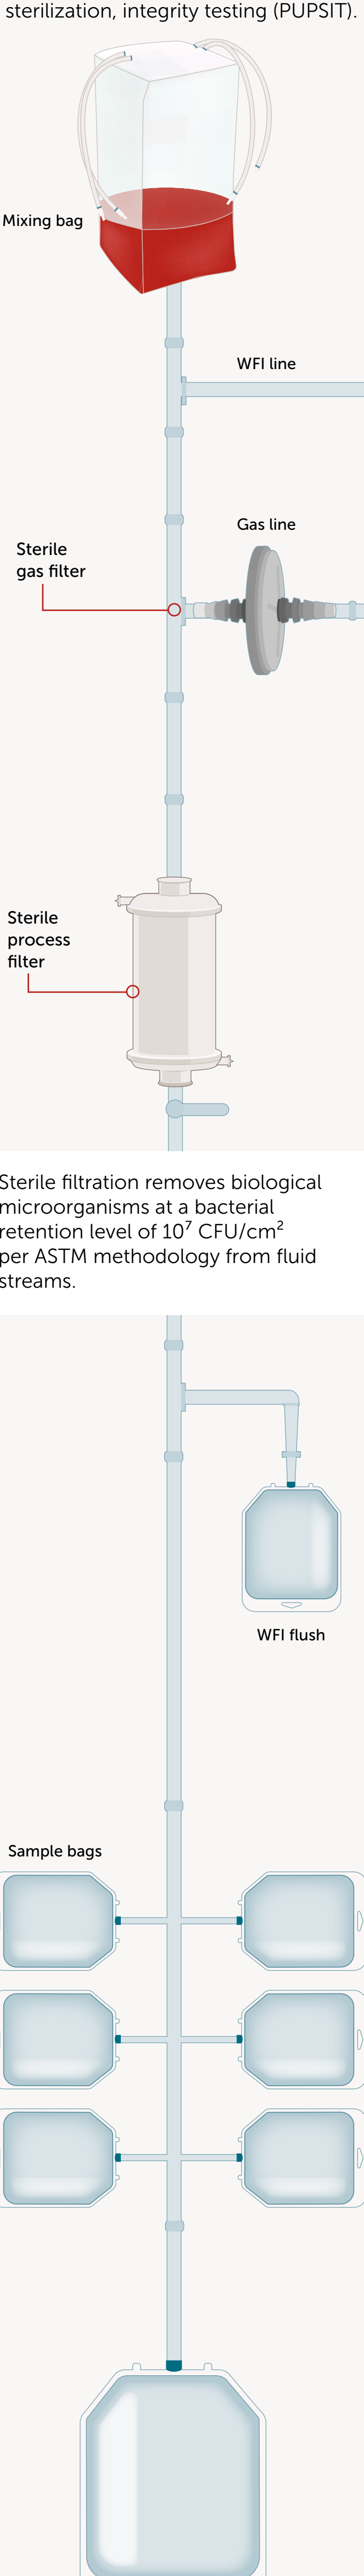 sterilization, integrity testing (PUPSIT).
Mixing bag
WFI line
Gas line
Sterile
gas filter
Sterile
process
filter
Sterile filtration removes biological
microorganisms at a bacterial
retention level of 10⁷ CFU/cm²
per ASTM methodology from fluid
streams.
WFI flush
Sample bags